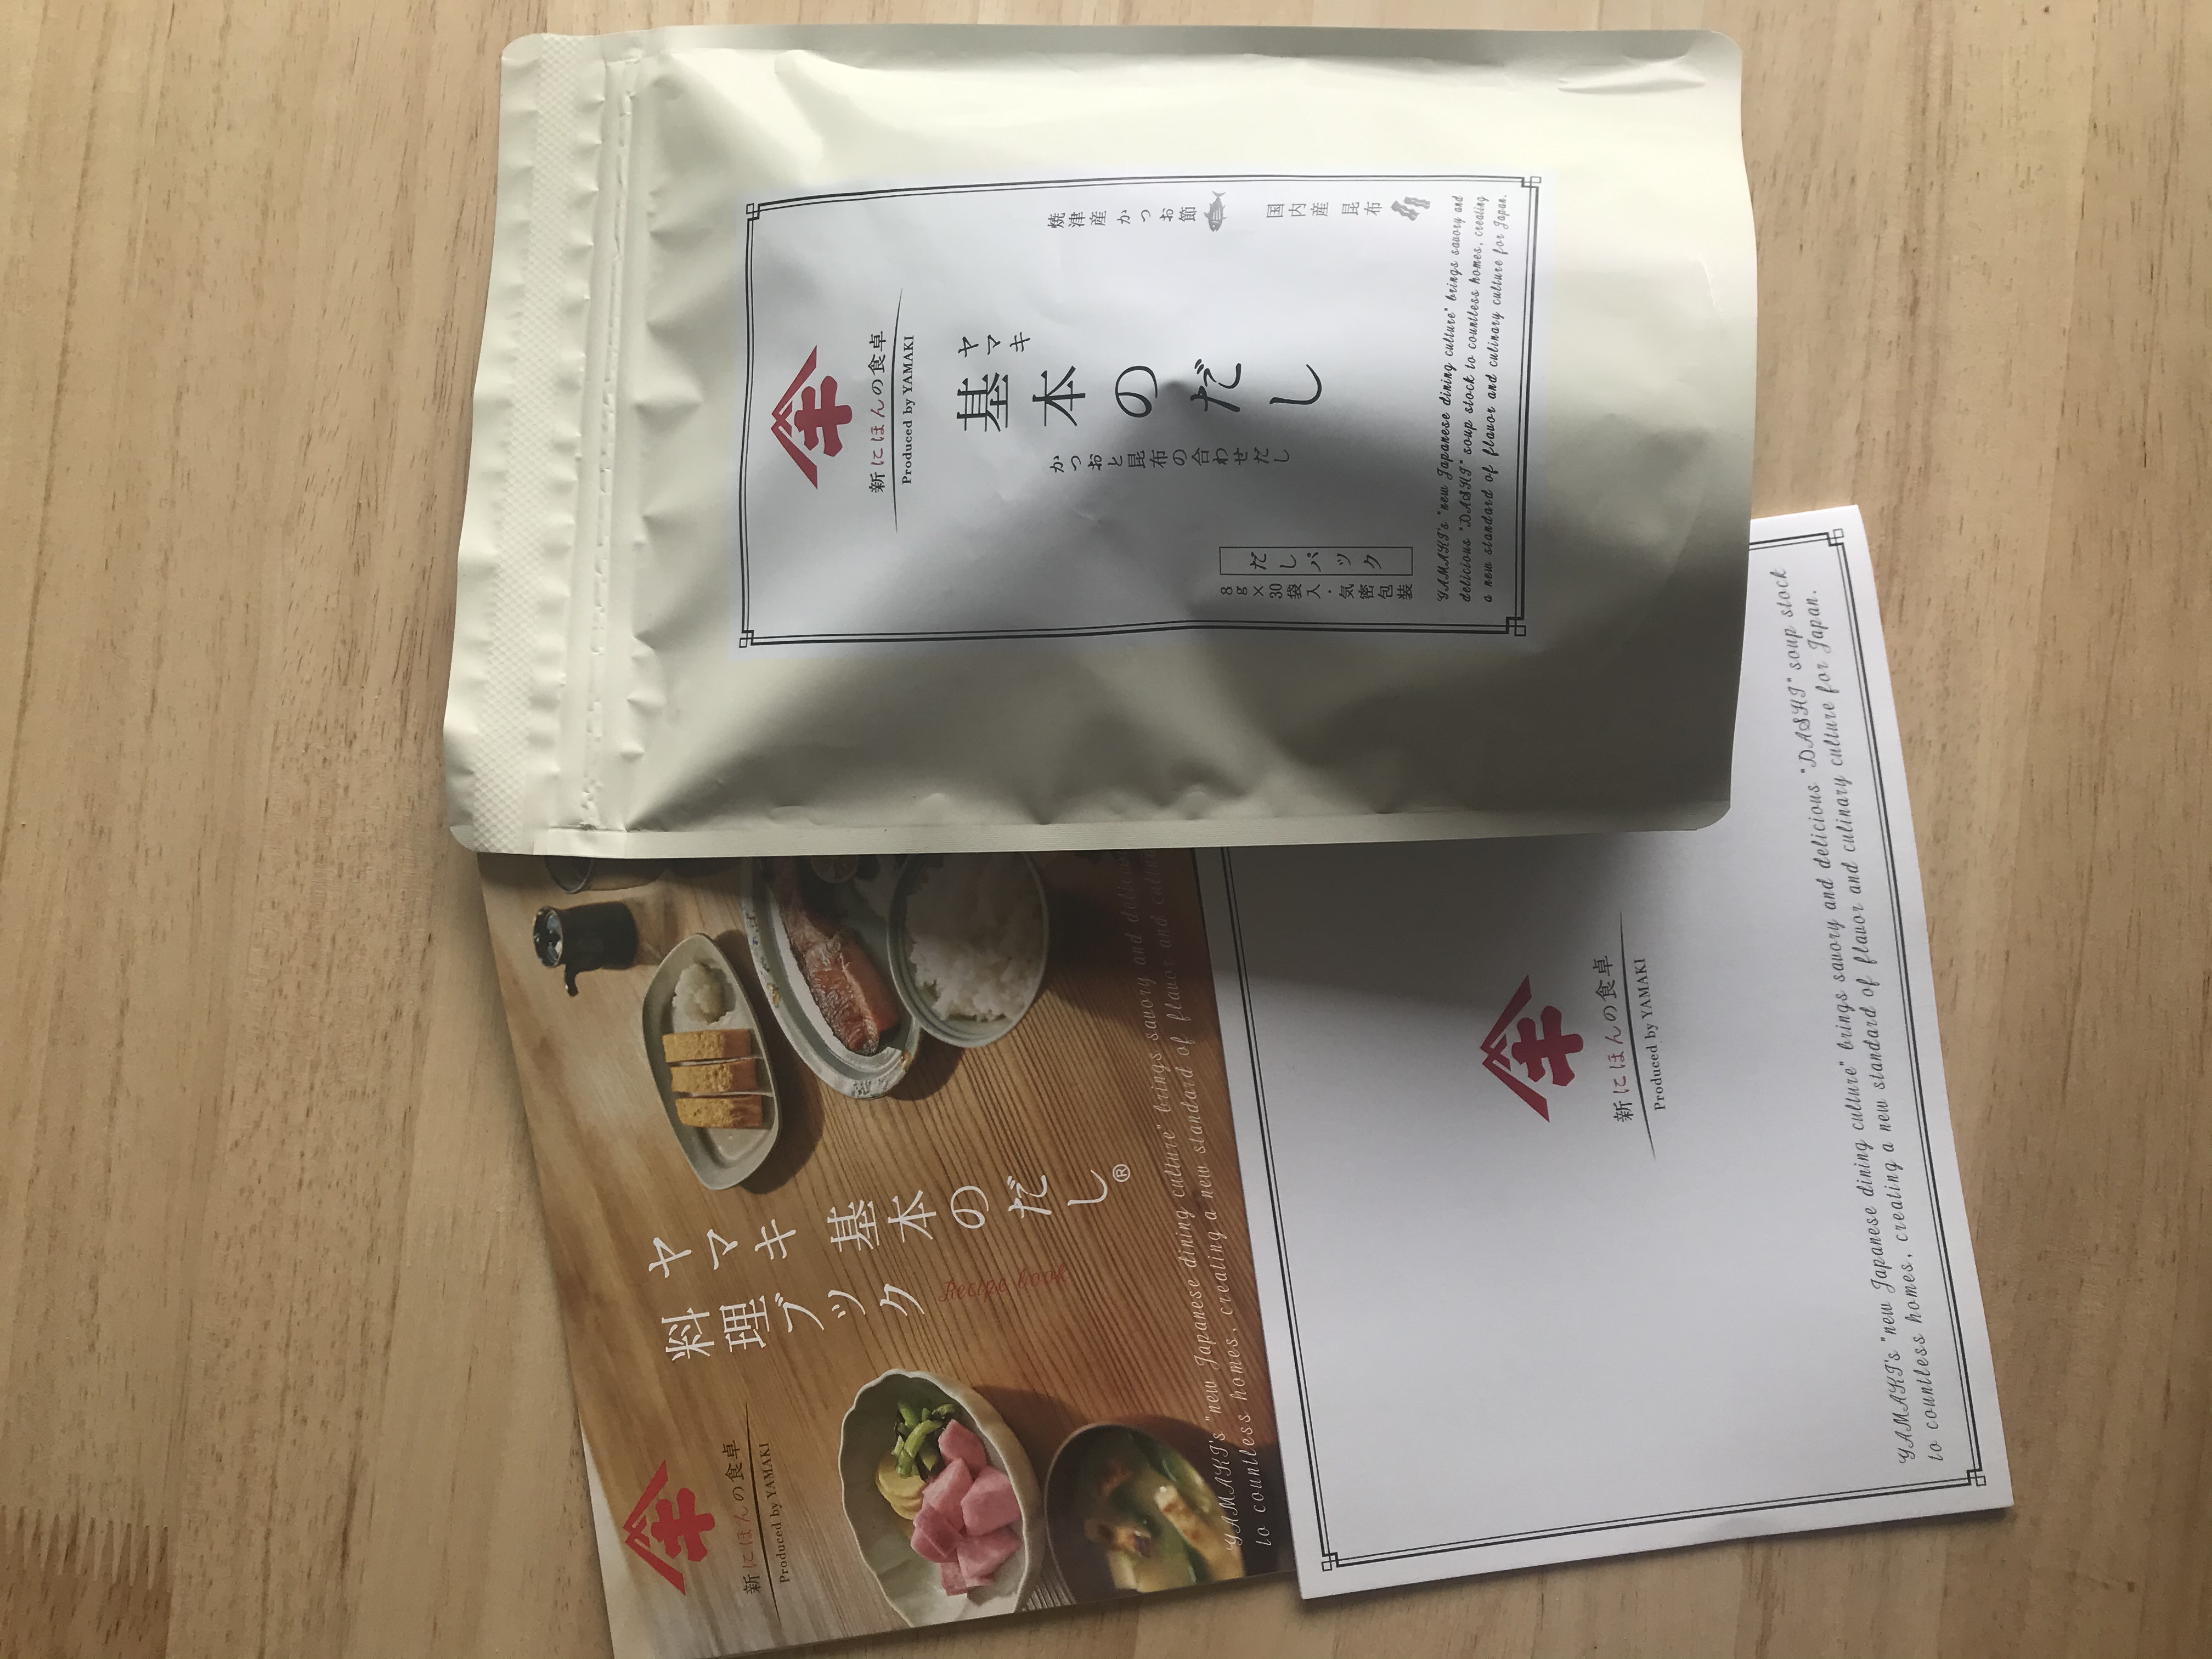 新にほんの食卓
Produced by YAMAKI
ヤマキ
基本のだし
かつおと昆布の合わせだし
焼津産 かつお節
国内産 昆布
だしパック
8g×30袋入・気密包装
YAMAKI's "new Japanese dining culture" brings savory and
delicious "DASHI" soup stock to countless homes, creating
a new standard of flavor and culinary culture for Japan.
新にほんの食卓
Produced by YAMAKI
ヤマキ 基本のだし®
料理ブック
Recipe book
YAMAKI's "new Japanese dining culture" brings savory and delicious
to countless homes, creating a new standard of flavor and
新にほんの食卓
Produced by YAMAKI
YAMAKI's "new Japanese dining culture" brings savory and delicious "DASHI" soup stock
to countless homes, creating a new standard of flavor and culinary culture for Japan.